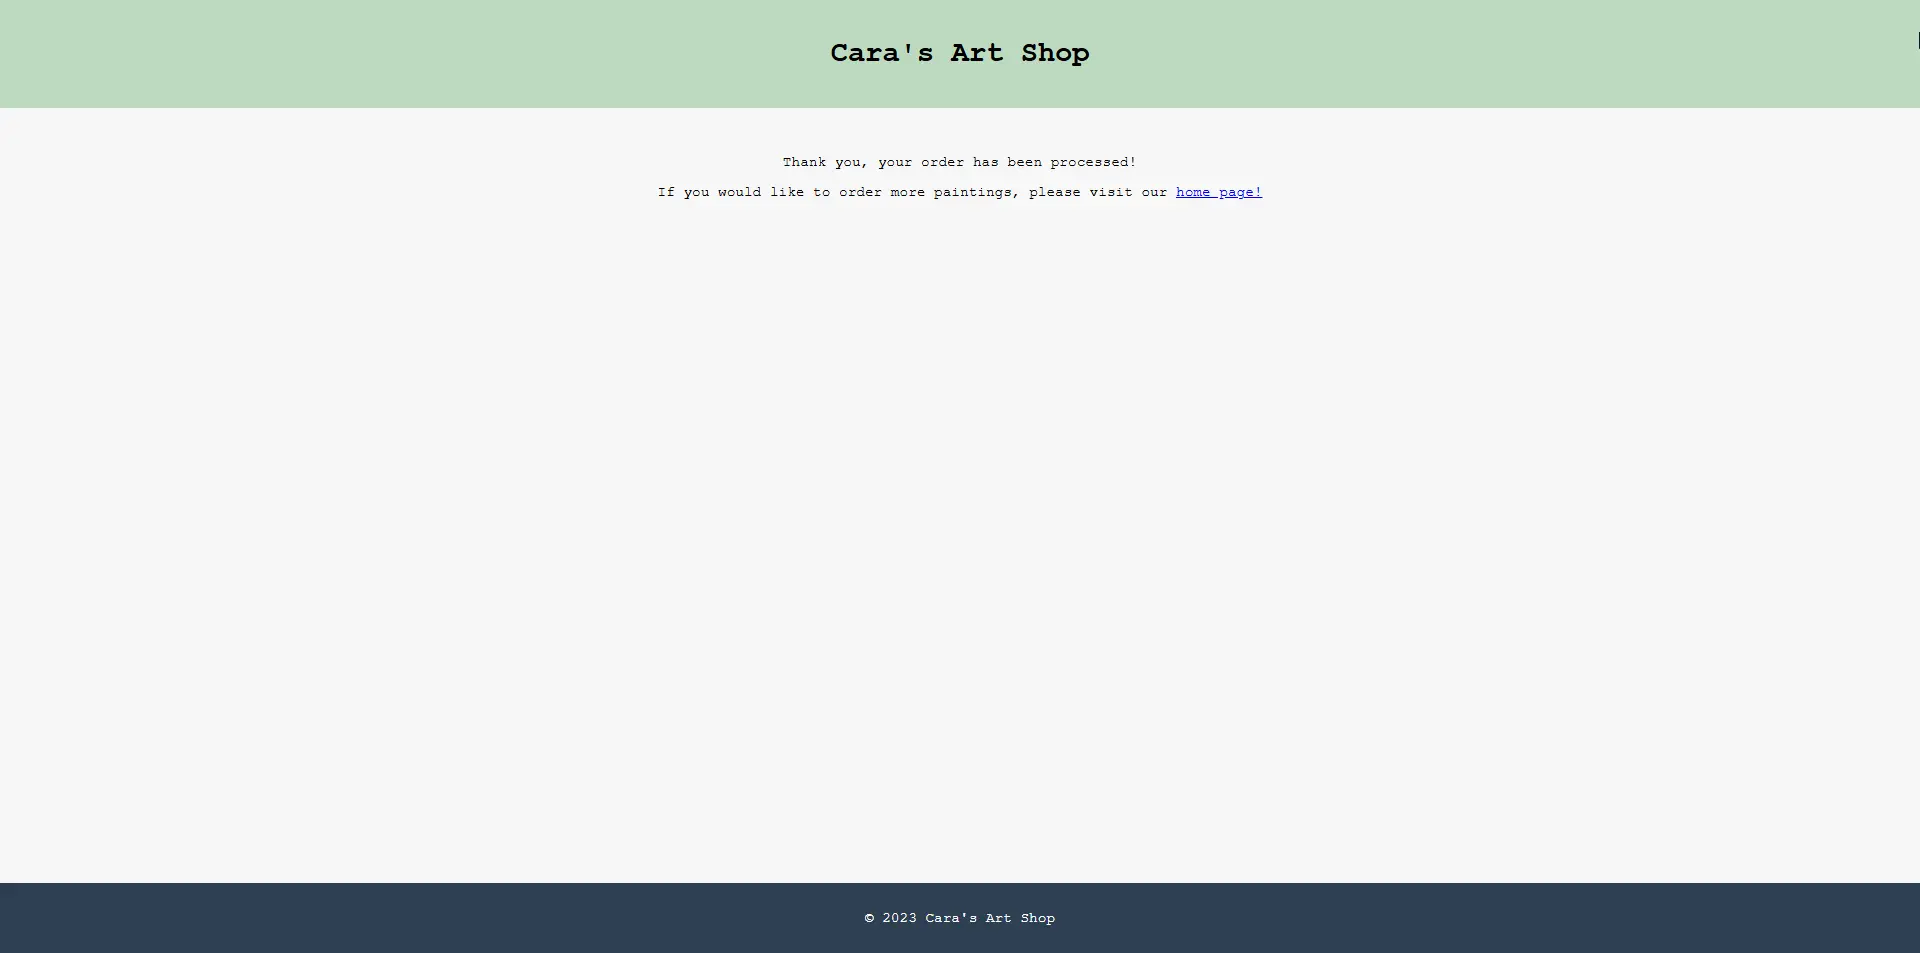 Cara's Art Shop
Thank you, your order has been processed!
If you would like to order more paintings, please visit our home page!
© 2023 Cara's Art Shop